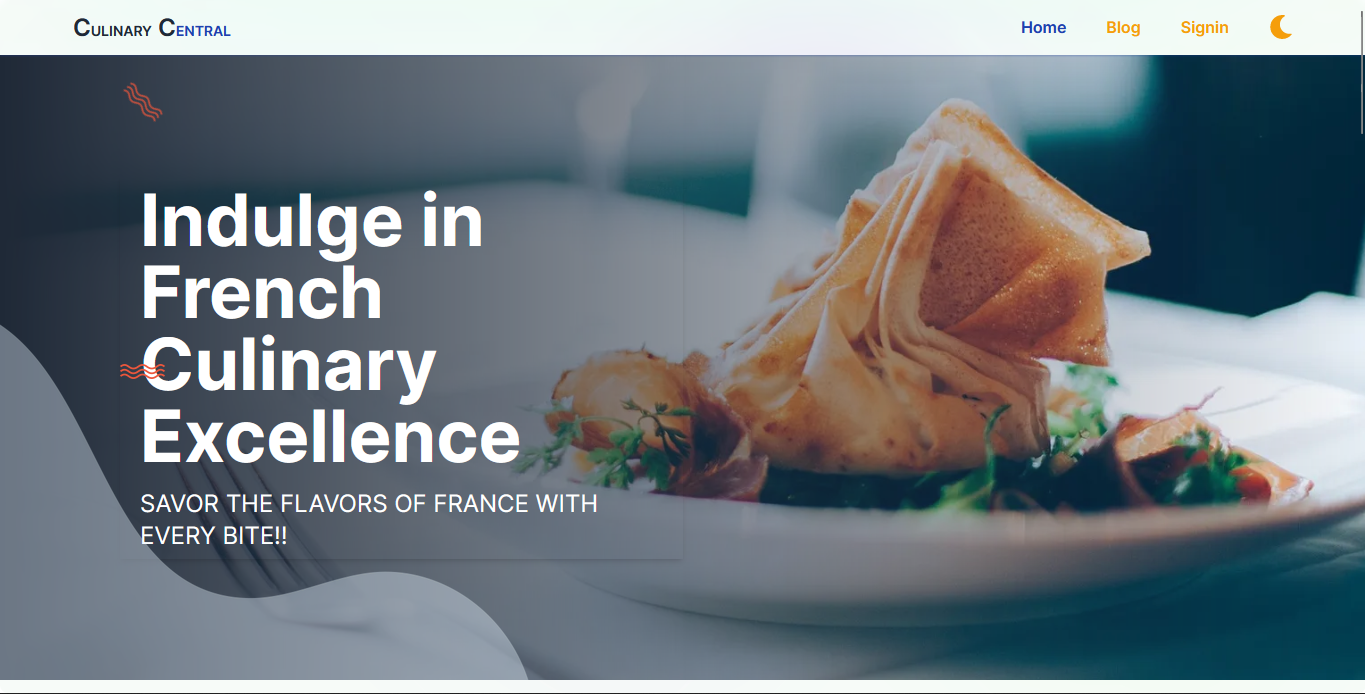 Culinary Central
Home
Blog
Signin
Indulge in
French
Culinary
Excellence
SAVOR THE FLAVORS OF FRANCE WITH
EVERY BITE!!